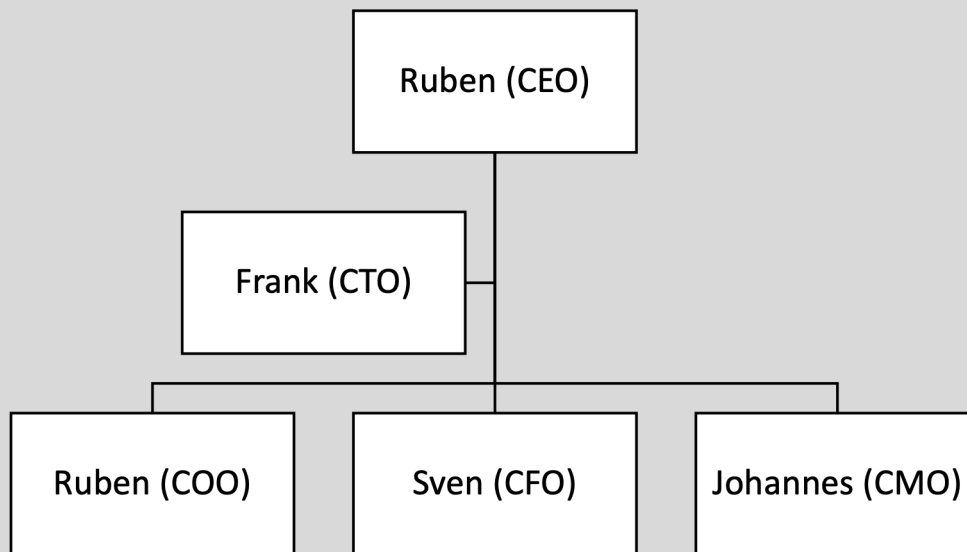 Ruben (CEO)
Frank (CTO)
Ruben (COO)
Sven (CFO)
Johannes (CMO)